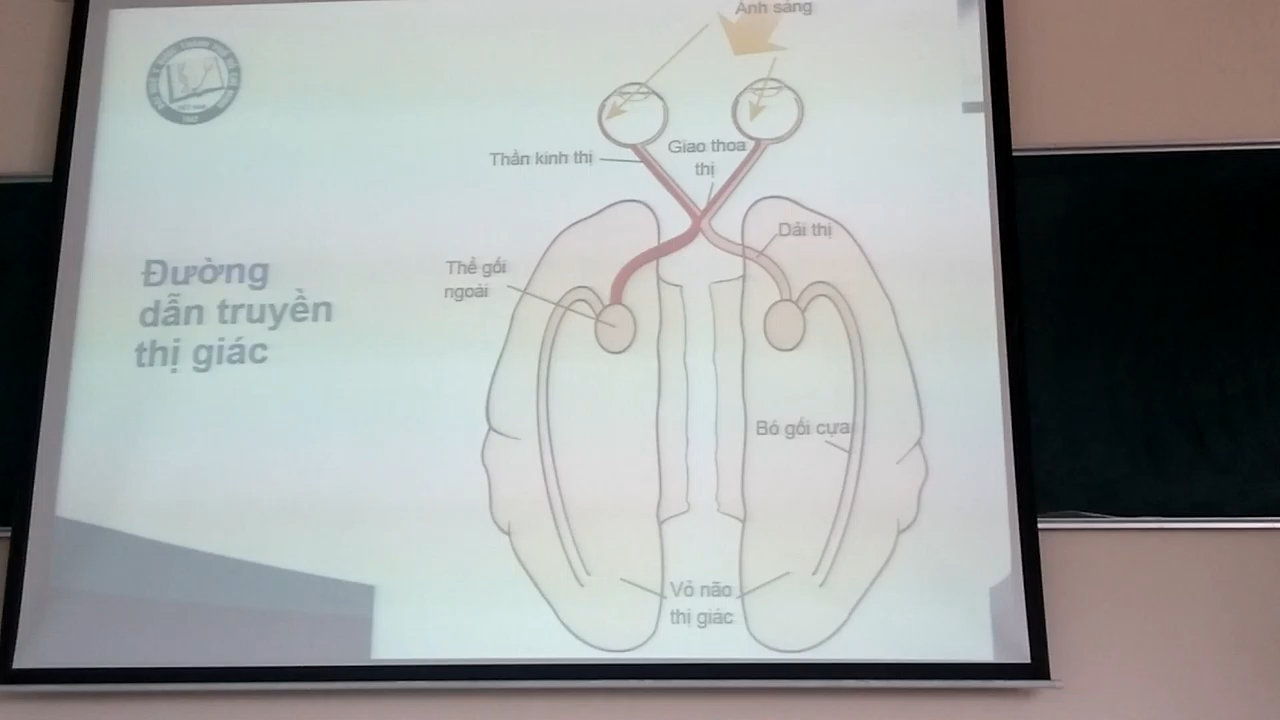 Ánh sáng
Thần kinh thị
Giao thoa
thị
Dải thị
Thể gối
ngoài
Đường
dẫn truyền
thị giác
Bó gối cựa
Vỏ não
thị giác